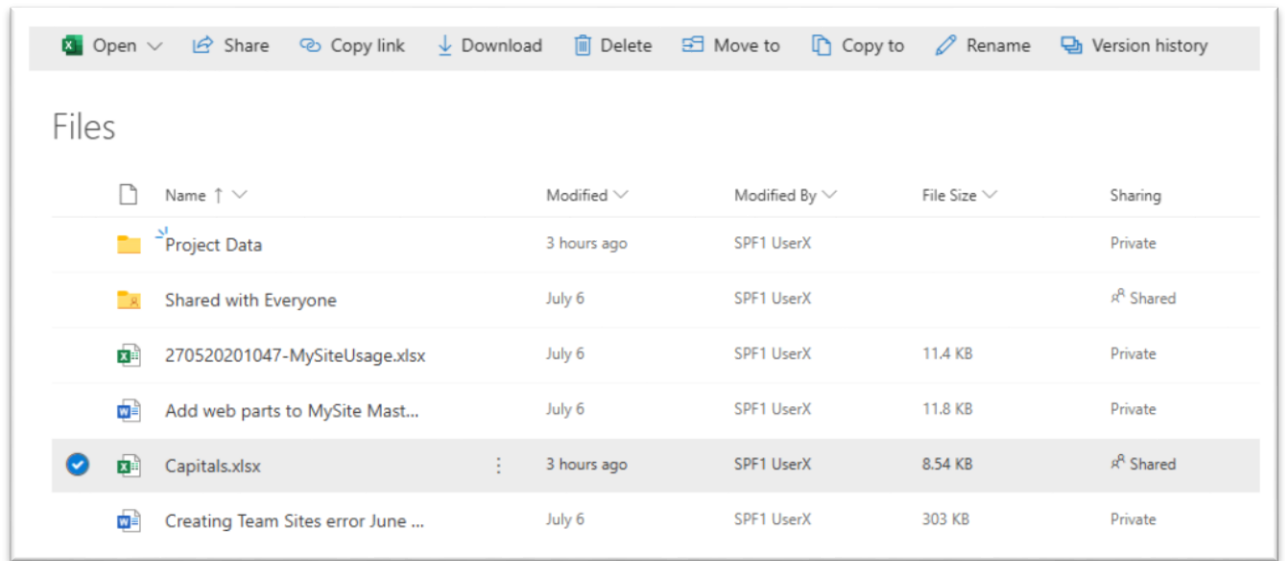 Open Share Copy link Download Delete Move to Copy to Rename Version history
Files
Name Modified Modified By File Size Sharing
Project Data 3 hours ago SPF1 UserX Private
Shared with Everyone July 6 SPF1 UserX Shared
270520201047-MySiteUsage.xlsx July 6 SPF1 UserX 11.4 KB Private
Add web parts to MySite Mast... July 6 SPF1 UserX 11.8 KB Private
Capitals.xlsx 3 hours ago SPF1 UserX 8.54 KB Shared
Creating Team Sites error June ... July 6 SPF1 UserX 303 KB Private